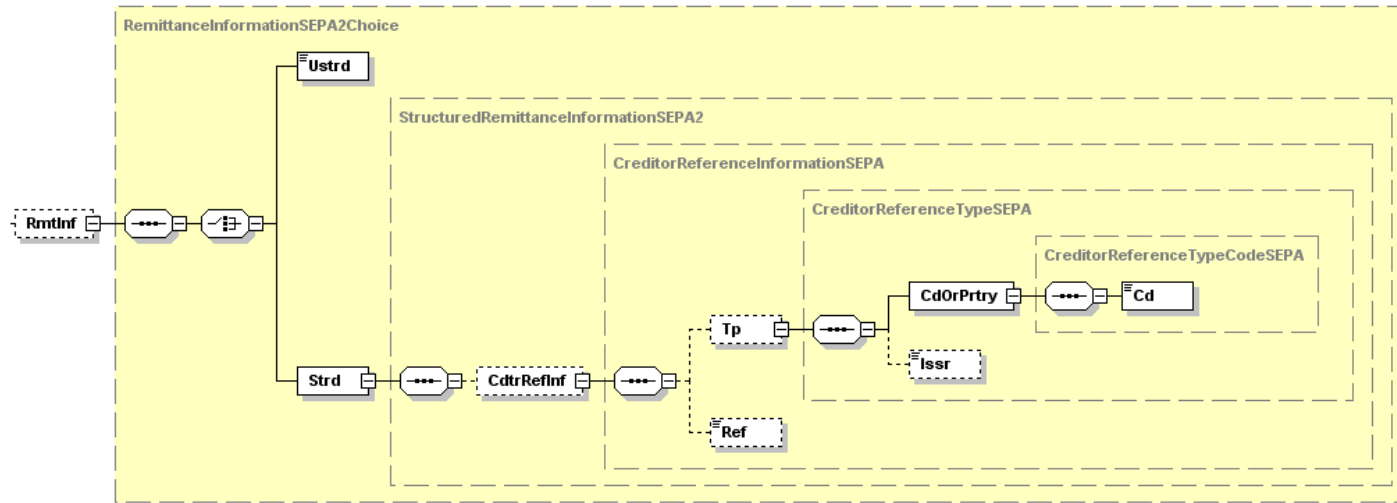 RemittanceInformationSEPA2Choice
Ustrd
StructuredRemittanceInformationSEPA2
CreditorReferenceInformationSEPA
CreditorReferenceTypeSEPA
RmtInf
CreditorReferenceTypeCodeSEPA
CdOrPrtry
Cd
Tp
Issr
Strd
CdtrRefInf
Ref